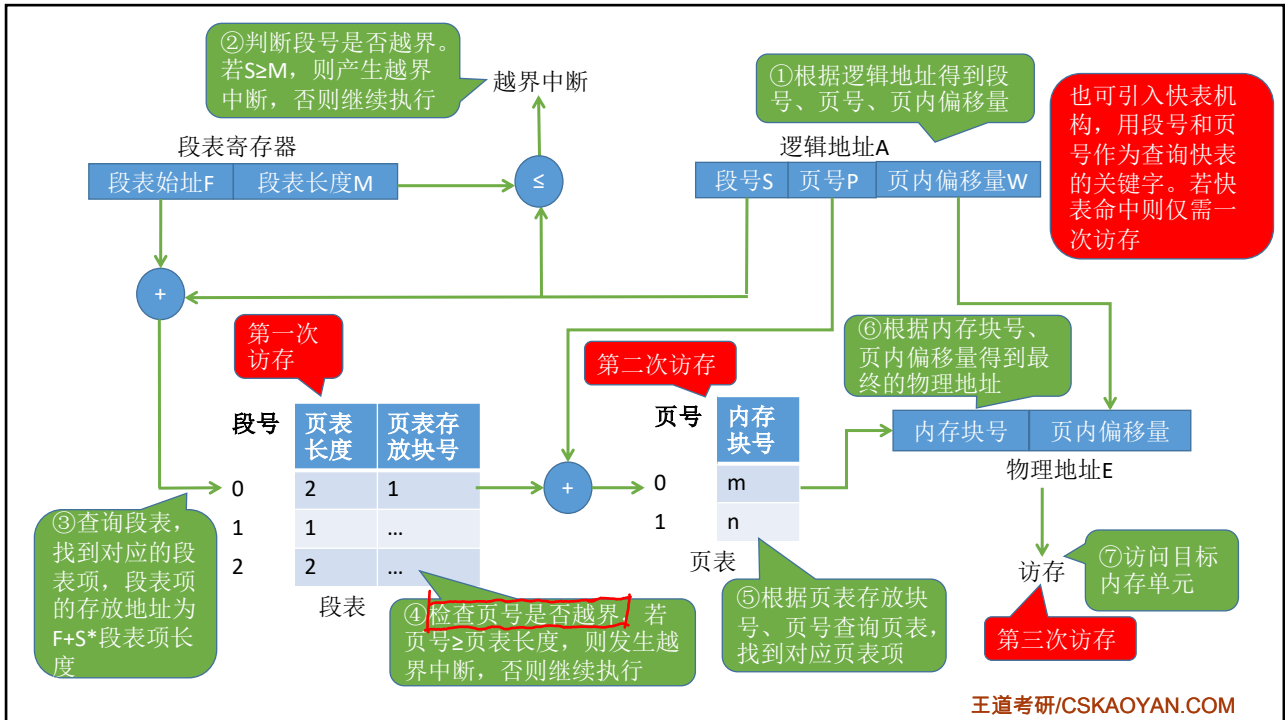 ②判断段号是否越界。
若S≥M，则产生越界
中断，否则继续执行
越界中断
①根据逻辑地址得到段
号、页号、页内偏移量
也可引入快表机
构，用段号和页
号作为查询快表
的关键字。若快
表命中则仅需一
次访存
段表寄存器
段表始址F 段表长度M
≤
逻辑地址A
段号S 页号P 页内偏移量W
+
第一次
访存
第二次访存
⑥根据内存块号、
页内偏移量得到最
终的物理地址
段号 页表
长度 页表存
放块号
0 2 1
1 1 ...
2 2 ...
段表
+
页号 内存
块号
0 m
1 n
页表
内存块号 页内偏移量
物理地址E
③查询段表，
找到对应的段
表项，段表项
的存放地址为
F+S*段表项长
度
④检查页号是否越界 若
页号≥页表长度，则发生越
界中断，否则继续执行
⑤根据页表存放块
号、页号查询页表，
找到对应页表项
访存
⑦访问目标
内存单元
第三次访存
王道考研/CSKAOYAN.COM